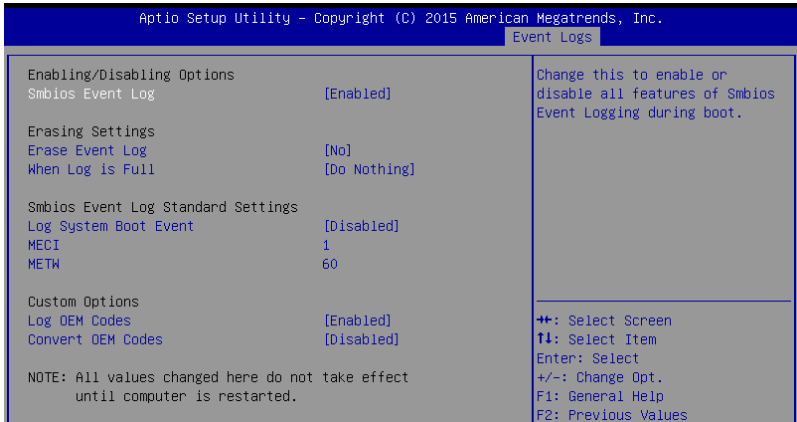 Aptio Setup Utility – Copyright (C) 2015 American Megatrends, Inc.
Event Logs
Enabling/Disabling Options
Smbios Event Log [Enabled]
Erasing Settings
Erase Event Log [No]
When Log is Full [Do Nothing]
Smbios Event Log Standard Settings
Log System Boot Event [Disabled]
MECI 1
METW 60
Custom Options
Log OEM Codes [Enabled]
Convert OEM Codes [Disabled]
NOTE: All values changed here do not take effect
until computer is restarted.
Change this to enable or
disable all features of Smbios
Event Logging during boot.
→←: Select Screen
↑↓: Select Item
Enter: Select
+/-: Change Opt.
F1: General Help
F2: Previous Values